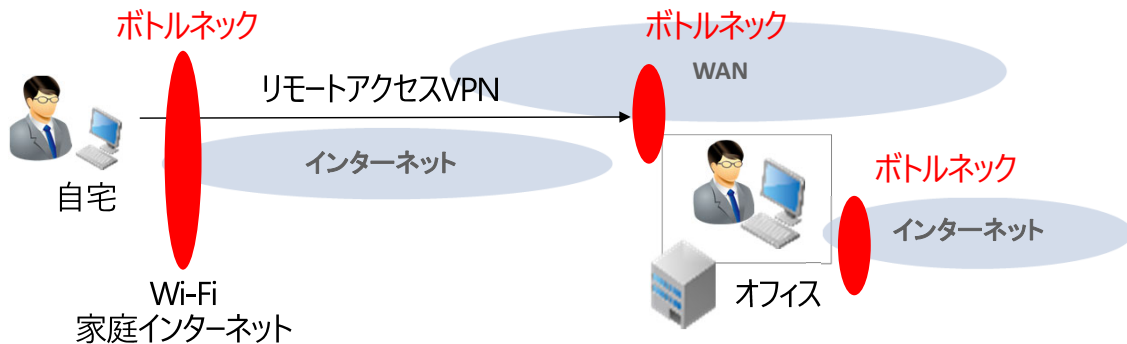 ボトルネック
ボトルネック
WAN
リモートアクセスVPN
インターネット
ボトルネック
自宅
インターネット
Wi-Fi
家庭インターネット
オフィス